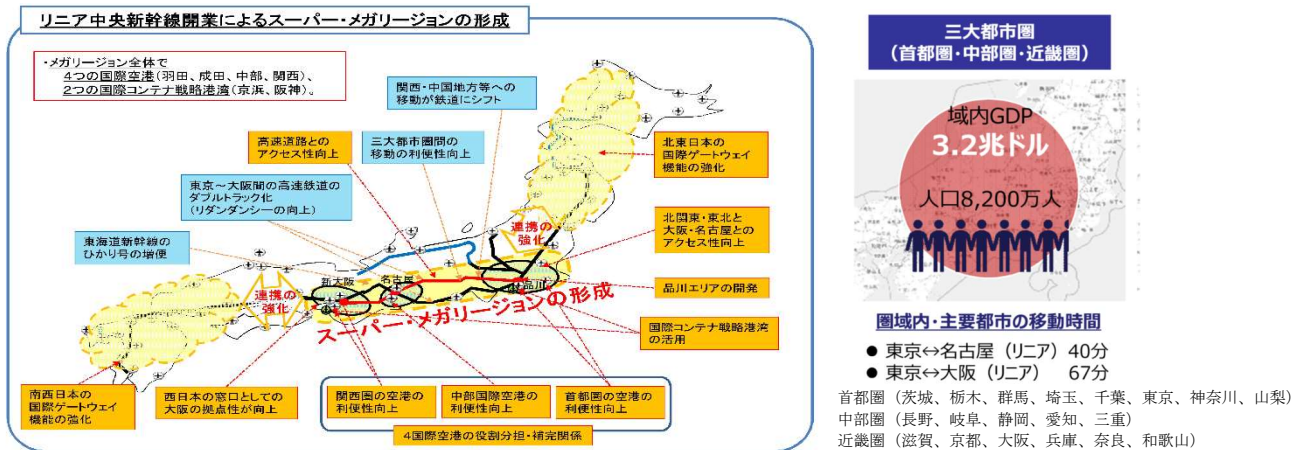 リニア中央新幹線開業によるスーパー・メガリージョンの形成
・メガリージョン全体で
4つの国際空港(羽田、成田、中部、関西)、
2つの国際コンテナ戦略港湾(京浜、阪神)。
関西・中国地方等への
移動が鉄道にシフト
高速道路との
アクセス性向上
三大都市圏間の
移動の利便性向上
北東日本の
国際ゲートウェイ
機能の強化
東京～大阪間の高速鉄道の
ダブルトラック化
(リダンダンシーの向上)
連携の
強化
北関東・東北と
大阪・名古屋との
アクセス性向上
東海道新幹線の
ひかり号の増便
新大阪
名古屋
品川
連携の
強化
品川エリアの開発
スーパー・メガリージョンの形成
国際コンテナ戦略港湾
の活用
南西日本の
国際ゲートウェイ
機能の強化
西日本の窓口としての
大阪の拠点性が向上
関西圏の空港の
利便性向上
中部国際空港の
利便性向上
首都圏の空港の
利便性向上
4国際空港の役割分担・補完関係
三大都市圏
(首都圏・中部圏・近畿圏)
域内GDP
3.2兆ドル
人口8,200万人
圏域内・主要都市の移動時間
● 東京↔名古屋（リニア）40分
● 東京↔大阪（リニア） 67分
首都圏（茨城、栃木、群馬、埼玉、千葉、東京、神奈川、山梨）
中部圏（長野、岐阜、静岡、愛知、三重）
近畿圏（滋賀、京都、大阪、兵庫、奈良、和歌山）